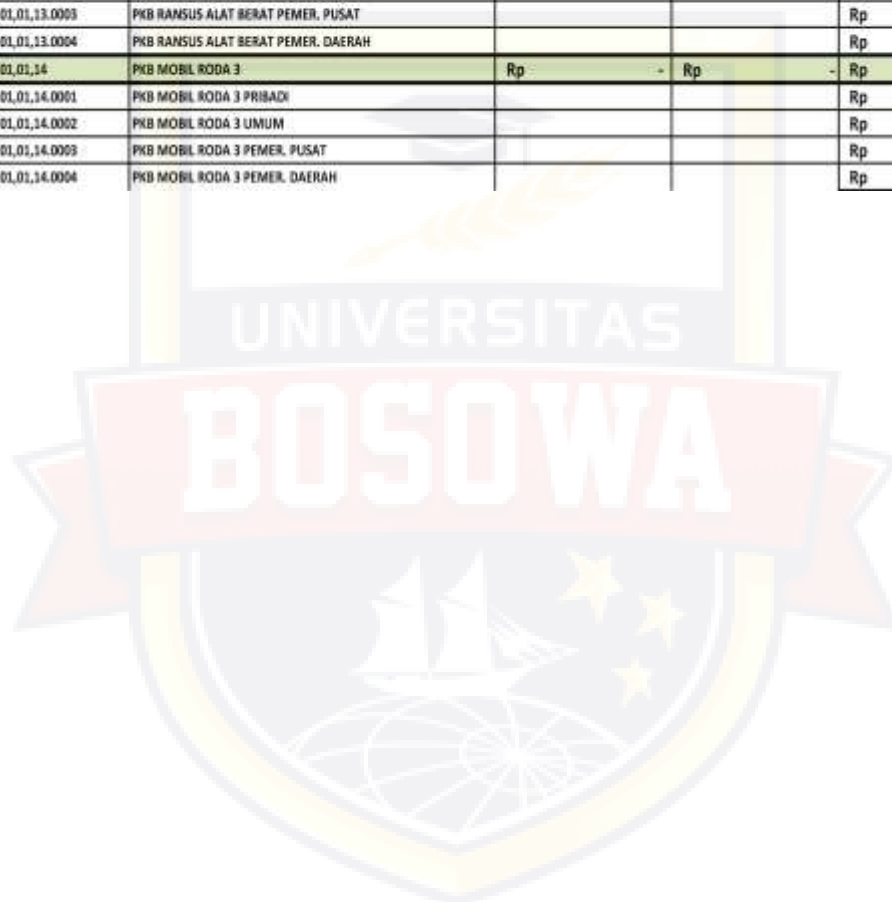 01,01,13.0003 PKB RANSUS ALAT BERAT PEMER. PUSAT Rp
01,01,13.0004 PKB RANSUS ALAT BERAT PEMER. DAERAH Rp
01,01,14 PKB MOBIL RODA 3 Rp - Rp - Rp
01,01,14.0001 PKB MOBIL RODA 3 PRIBADI Rp
01,01,14.0002 PKB MOBIL RODA 3 UMUM Rp
01,01,14.0003 PKB MOBIL RODA 3 PEMER. PUSAT Rp
01,01,14.0004 PKB MOBIL RODA 3 PEMER. DAERAH Rp
UNIVERSITAS
BOSOWA